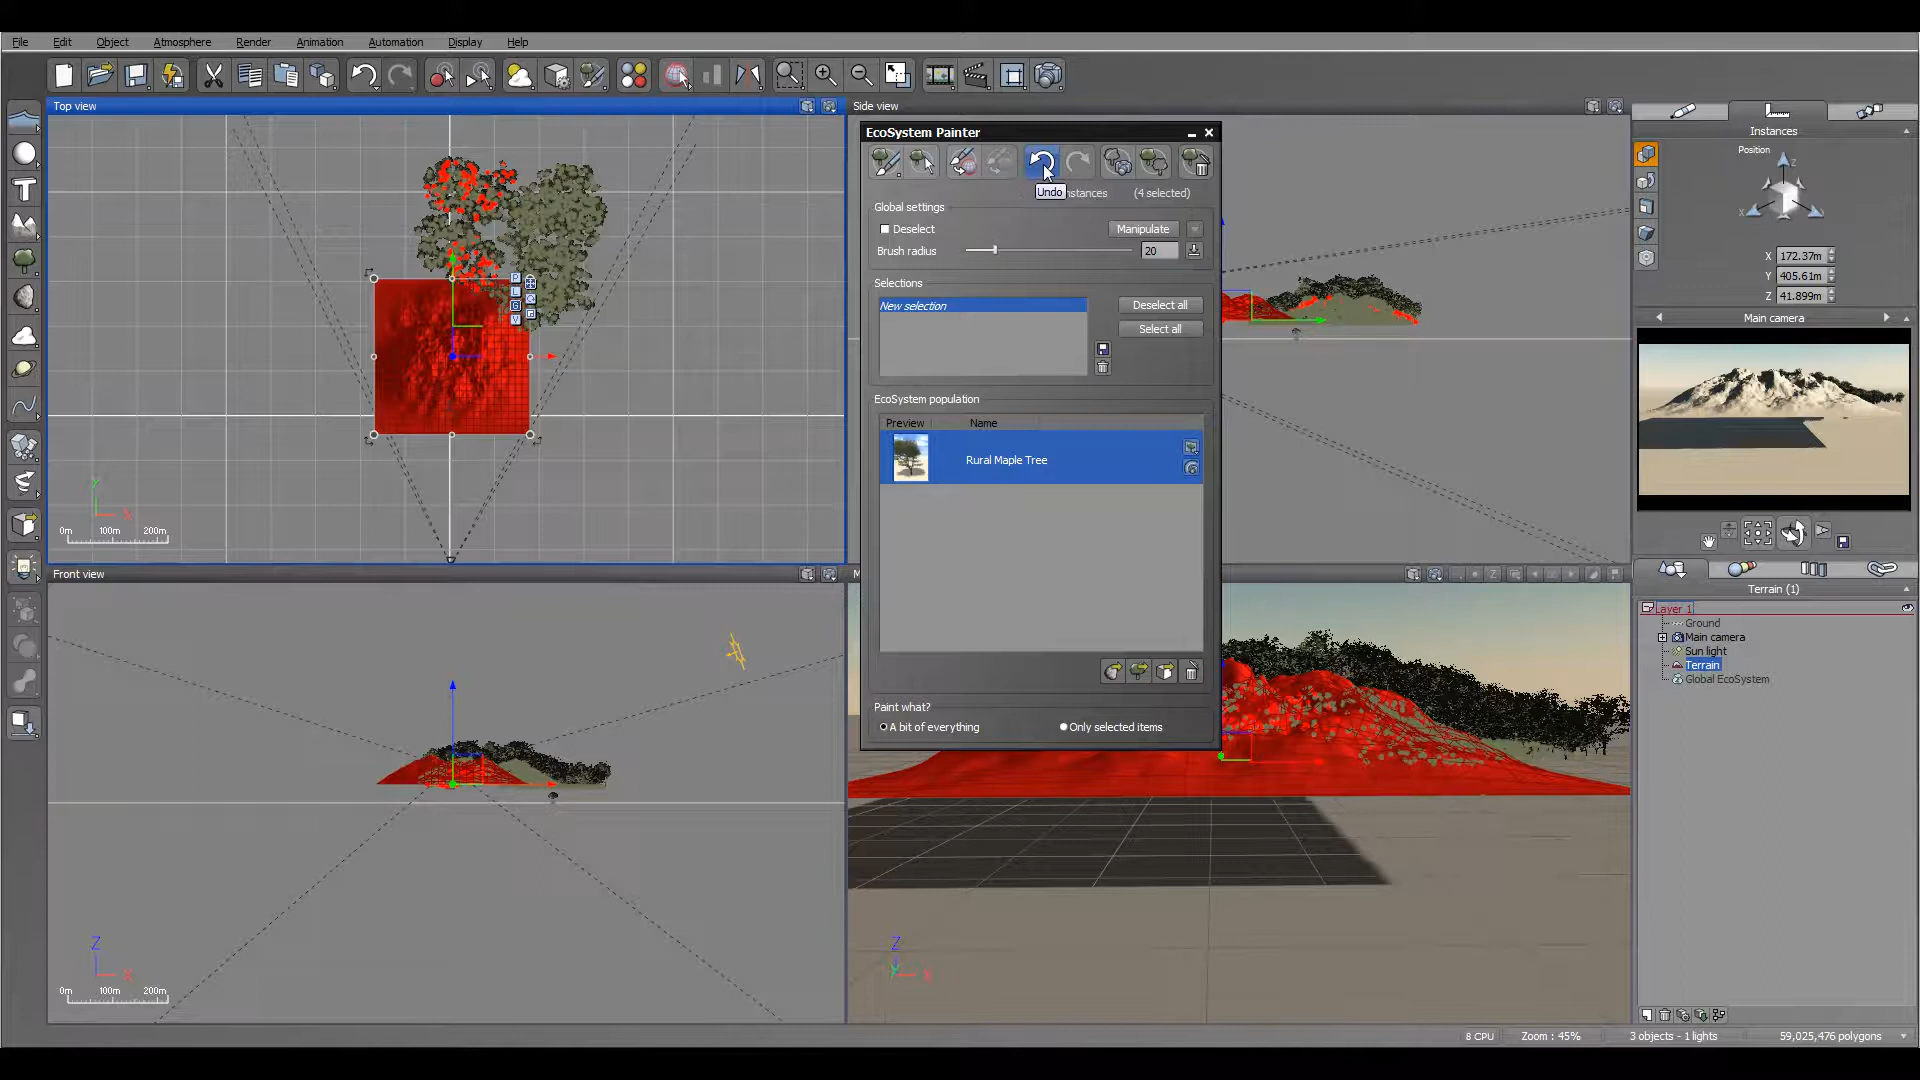 File Edit Object Atmosphere Render Animation Automation Display Help
Top view
Side view
EcoSystem Painter
Instances
Undo
nstances (4 selected)
Position
Z
X
Global settings
Deselect
Manipulate
Brush radius
20
X 172.37m
Y 405.61m
Z 41.899m
Selections
New selection
Deselect all
Select all
P
L
G
V
Main camera
EcoSystem population
Preview Name
Rural Maple Tree
Y
X
0m 100m 200m
Front view
M
Z
Terrain (1)
Layer 1
Ground
Main camera
Sun light
Terrain
Global EcoSystem
Paint what?
A bit of everything
Only selected items
Z
X
0m 100m 200m
Z
Y
X
8 CPU
Zoom : 45%
3 objects - 1 lights
59,025,476 polygons